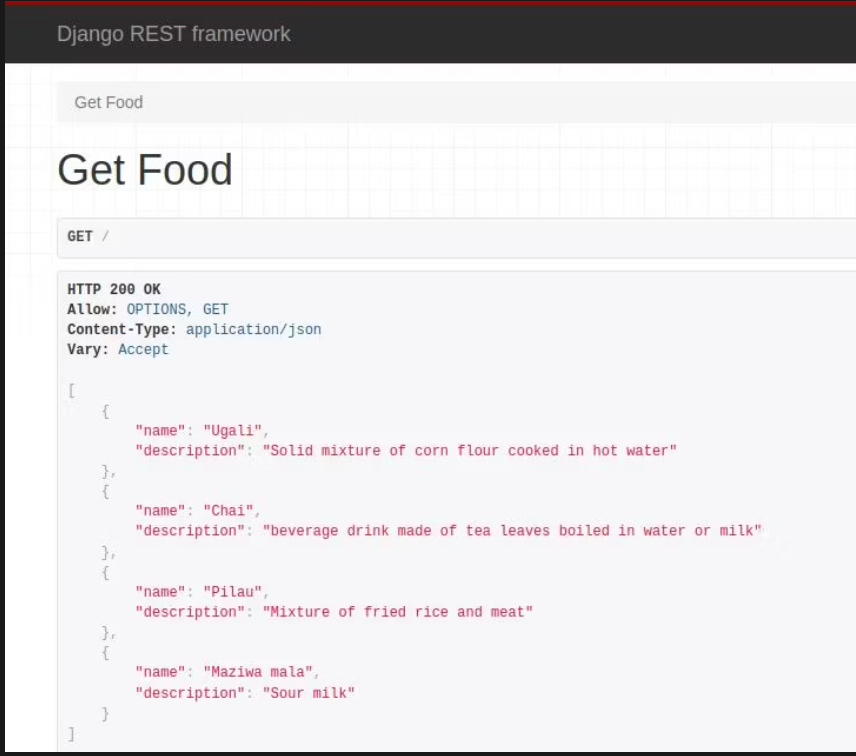 Django REST framework
Get Food
Get Food
GET /
HTTP 200 OK
Allow: OPTIONS, GET
Content-Type: application/json
Vary: Accept
[
{
"name": "Ugali",
"description": "Solid mixture of corn flour cooked in hot water"
},
{
"name": "Chai",
"description": "beverage drink made of tea leaves boiled in water or milk"
},
{
"name": "Pilau",
"description": "Mixture of fried rice and meat"
},
{
"name": "Maziwa mala",
"description": "Sour milk"
}
]